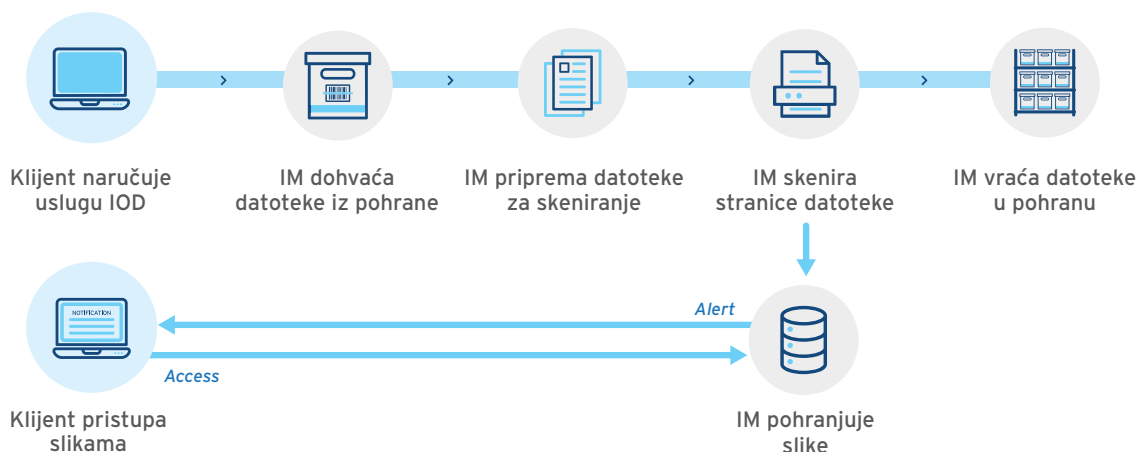 Klijent naručuje
uslugu IOD
IM dohvaća
datoteke iz pohrane
IM priprema datoteke
za skeniranje
IM skenira
stranice datoteke
IM vraća datoteke
u pohranu
NOTIFICATION
Alert
Access
Klijent pristupa
slikama
IM pohranjuje
slike